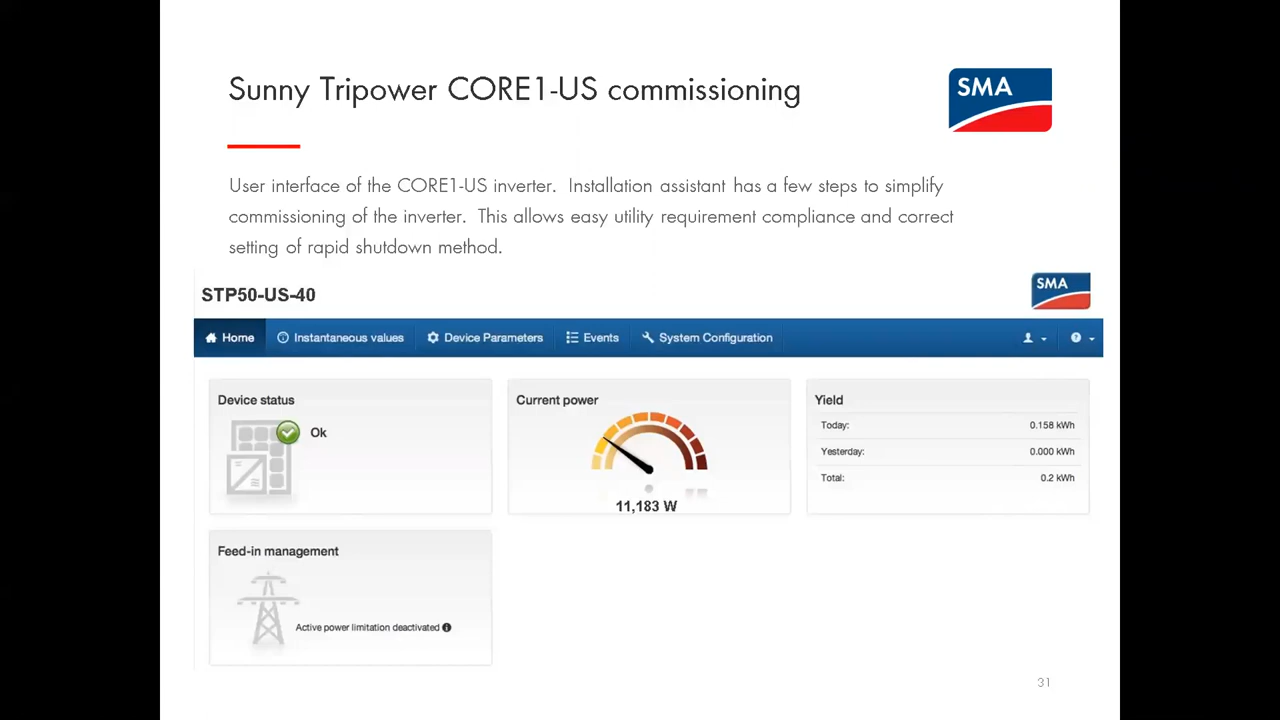 Sunny Tripower CORE1-US commissioning
SMA
User interface of the CORE1-US inverter.  Installation assistant has a few steps to simplify
commissioning of the inverter.  This allows easy utility requirement compliance and correct
setting of rapid shutdown method.
STP50-US-40
SMA
Home Instantaneous values Device Parameters Events System Configuration
Device status
Ok
Current power
11,183 W
Yield
Today: 0.158 kWh
Yesterday: 0.000 kWh
Total: 0.2 kWh
Feed-in management
Active power limitation deactivated
31